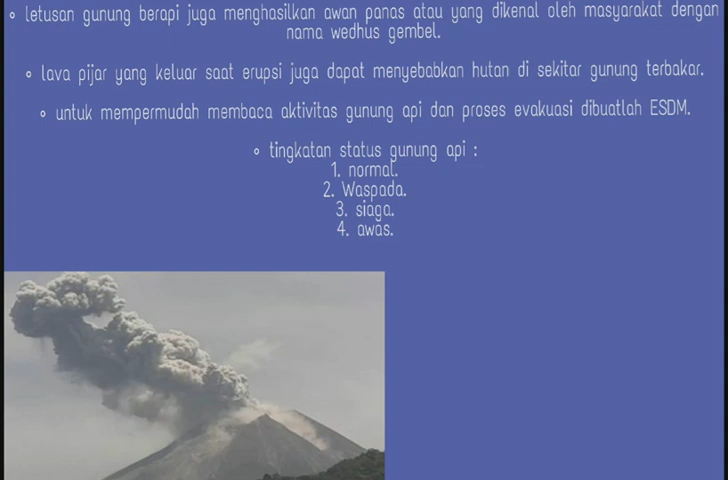 ◦ letusan gunung berapi juga menghasilkan awan panas atau yang dikenal oleh masyarakat dengan
nama wedhus gembel.
◦ lava pijar yang keluar saat erupsi juga dapat menyebabkan hutan di sekitar gunung terbakar.
◦ untuk mempermudah membaca aktivitas gunung api dan proses evakuasi dibuatlah ESDM.
◦ tingkatan status gunung api :
1. normal.
2. Waspada.
3. siaga.
4. awas.